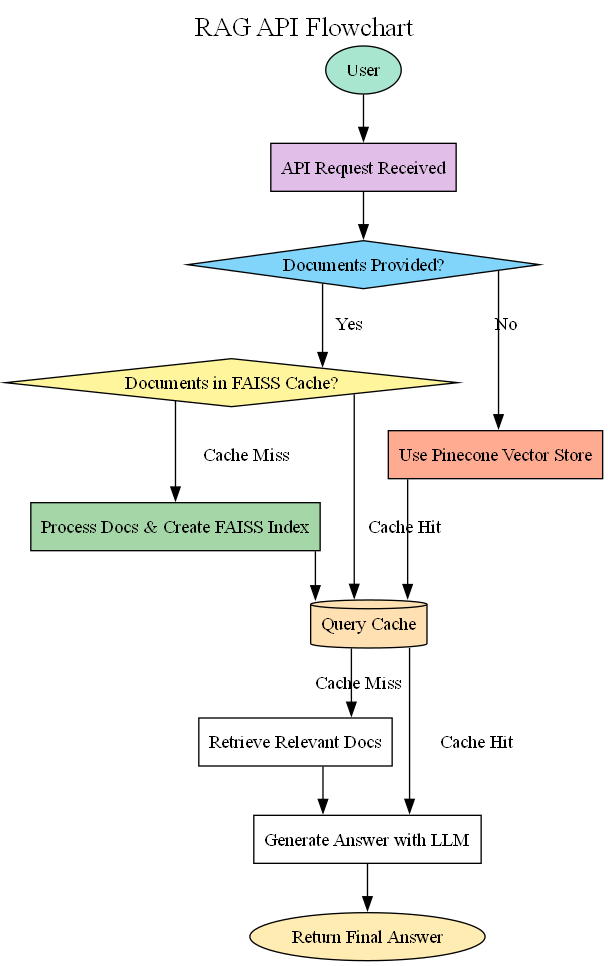 RAG API Flowchart
User
API Request Received
Documents Provided?
Yes
No
Documents in FAISS Cache?
Cache Miss
Use Pinecone Vector Store
Process Docs & Create FAISS Index
Cache Hit
Query Cache
Cache Miss
Retrieve Relevant Docs
Cache Hit
Generate Answer with LLM
Return Final Answer